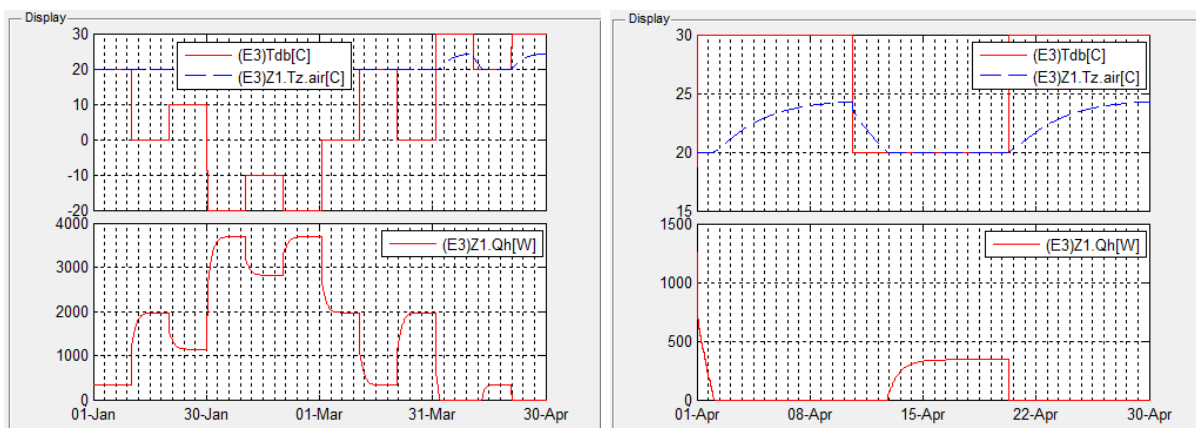 Display
30
20
10
0
-10
-20
(E3)Tdb[C]
(E3)Z1.Tz.air[C]
4000
3000
2000
1000
0
(E3)Z1.Qh[W]
01-Jan 30-Jan 01-Mar 31-Mar 30-Apr
Display
30
25
20
15
(E3)Tdb[C]
(E3)Z1.Tz.air[C]
1500
1000
500
0
(E3)Z1.Qh[W]
01-Apr 08-Apr 15-Apr 22-Apr 30-Apr